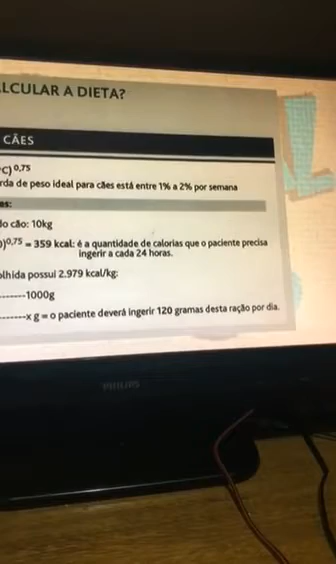 LCULAR A DIETA?
CÃES
C) 0,75
rda de peso ideal para cães está entre 1% a 2% por semana
as:
do cão: 10kg
)0,75 = 359 kcal: é a quantidade de calorias que o paciente precisa
ingerir a cada 24 horas.
olhida possui 2.979 kcal/kg:
-------1000g
-------x g = o paciente deverá ingerir 120 gramas desta ração por dia.
PHILIPS